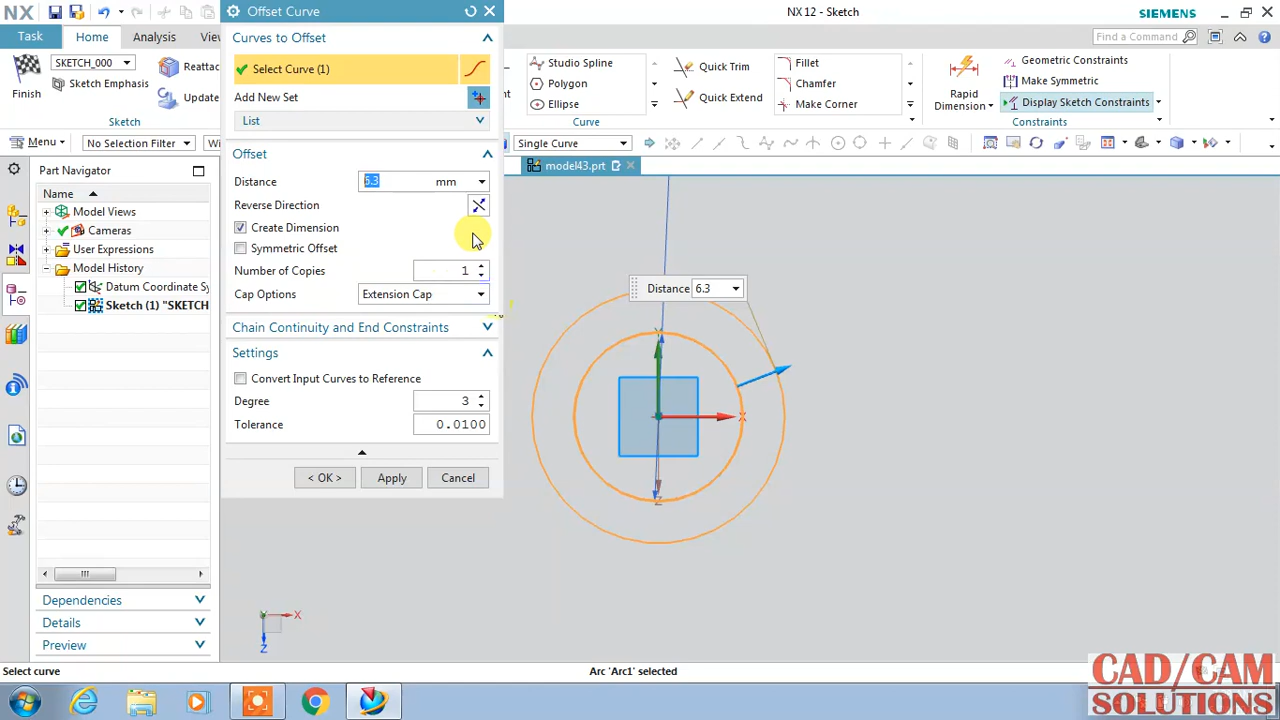 NX
Offset Curve
NX 12 - Sketch
SIEMENS
Task
Home
Analysis
Curves to Offset
Find a Command
Finish
SKETCH_000
Sketch Emphasis
Reattac
Update
Sketch
Select Curve (1)
Add New Set
List
Studio Spline
Polygon
Ellipse
Quick Trim
Quick Extend
Fillet
Chamfer
Make Corner
Curve
Rapid
Dimension
Geometric Constraints
Make Symmetric
Display Sketch Constraints
Constraints
Menu
No Selection Filter
Single Curve
Part Navigator
Name
Model Views
Cameras
User Expressions
Model History
Datum Coordinate Sy
Sketch (1) "SKETCH
Dependencies
Details
Preview
Offset
Distance
6.3
mm
Reverse Direction
Create Dimension
Symmetric Offset
Number of Copies
1
Cap Options
Extension Cap
Chain Continuity and End Constraints
Settings
Convert Input Curves to Reference
Degree
3
Tolerance
0.0100
< OK >
Apply
Cancel
model43.prt
Distance 6.3
Y
X
Z
Y
X
Z
Select curve
Arc 'Arc1' selected
CAD/CAM
SOLUTIONS